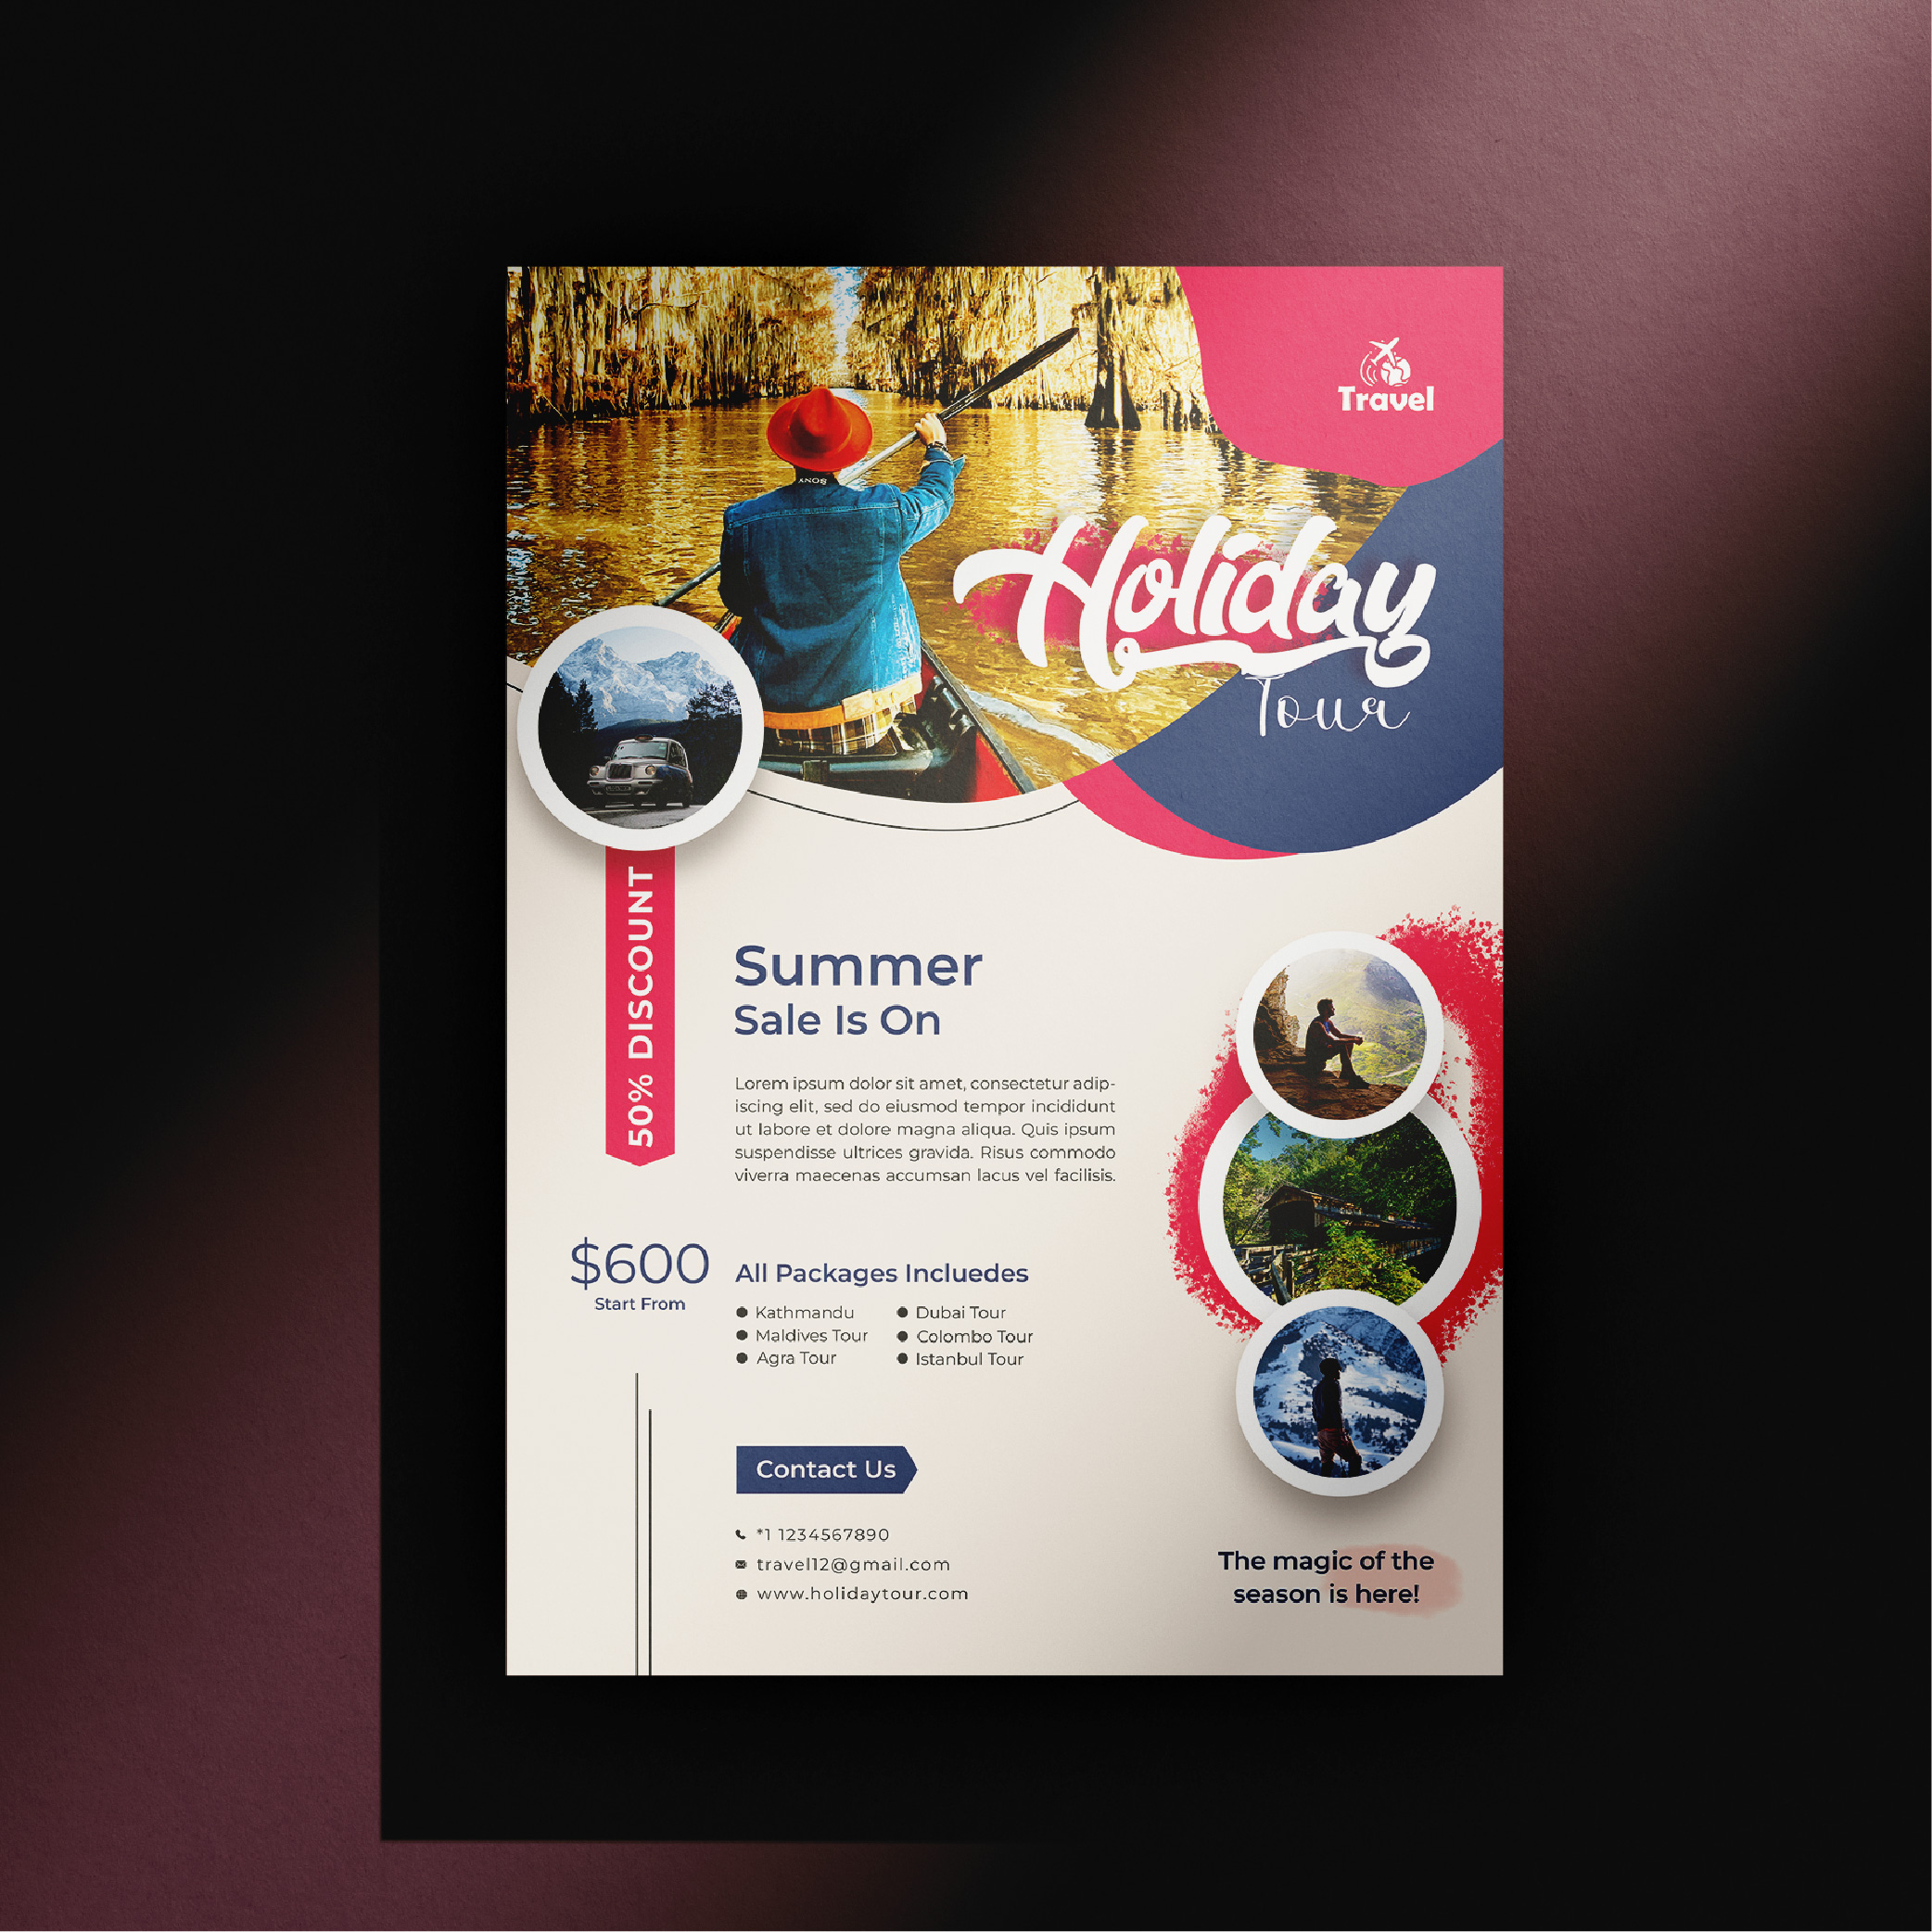 Travel
SONY
Holiday
Tour
50% DISCOUNT
Summer
Sale Is On
Lorem ipsum dolor sit amet, consectetur adip-
iscing elit, sed do eiusmod tempor incididunt
ut labore et dolore magna aliqua. Quis ipsum
suspendisse ultrices gravida. Risus commodo
viverra maecenas accumsan lacus vel facilisis.
$600
Start From
All Packages Incluedes
Kathmandu
Maldives Tour
Agra Tour
Dubai Tour
Colombo Tour
Istanbul Tour
Contact Us
*1 1234567890
travel12@gmail.com
www.holidaytour.com
The magic of the
season is here!